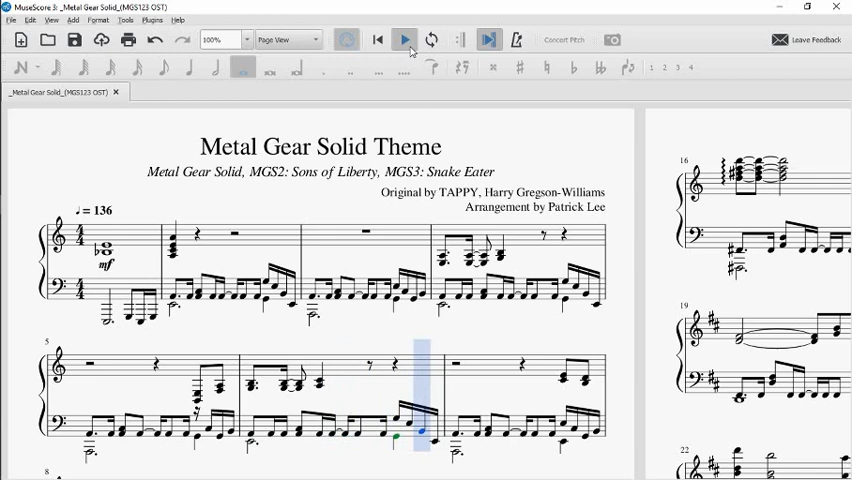 MuseScore 3: _Metal Gear Solid_(MGS123 OST)
File Edit View Add Format Tools Plugins Help
100% Page View Concert Pitch Leave Feedback
1 2 3 4
_Metal Gear Solid_(MGS123 OST)
Metal Gear Solid Theme
Metal Gear Solid, MGS2: Sons of Liberty, MGS3: Snake Eater
Original by TAPPY, Harry Gregson-Williams
Arrangement by Patrick Lee
= 136
mf
5
8
16
19
22